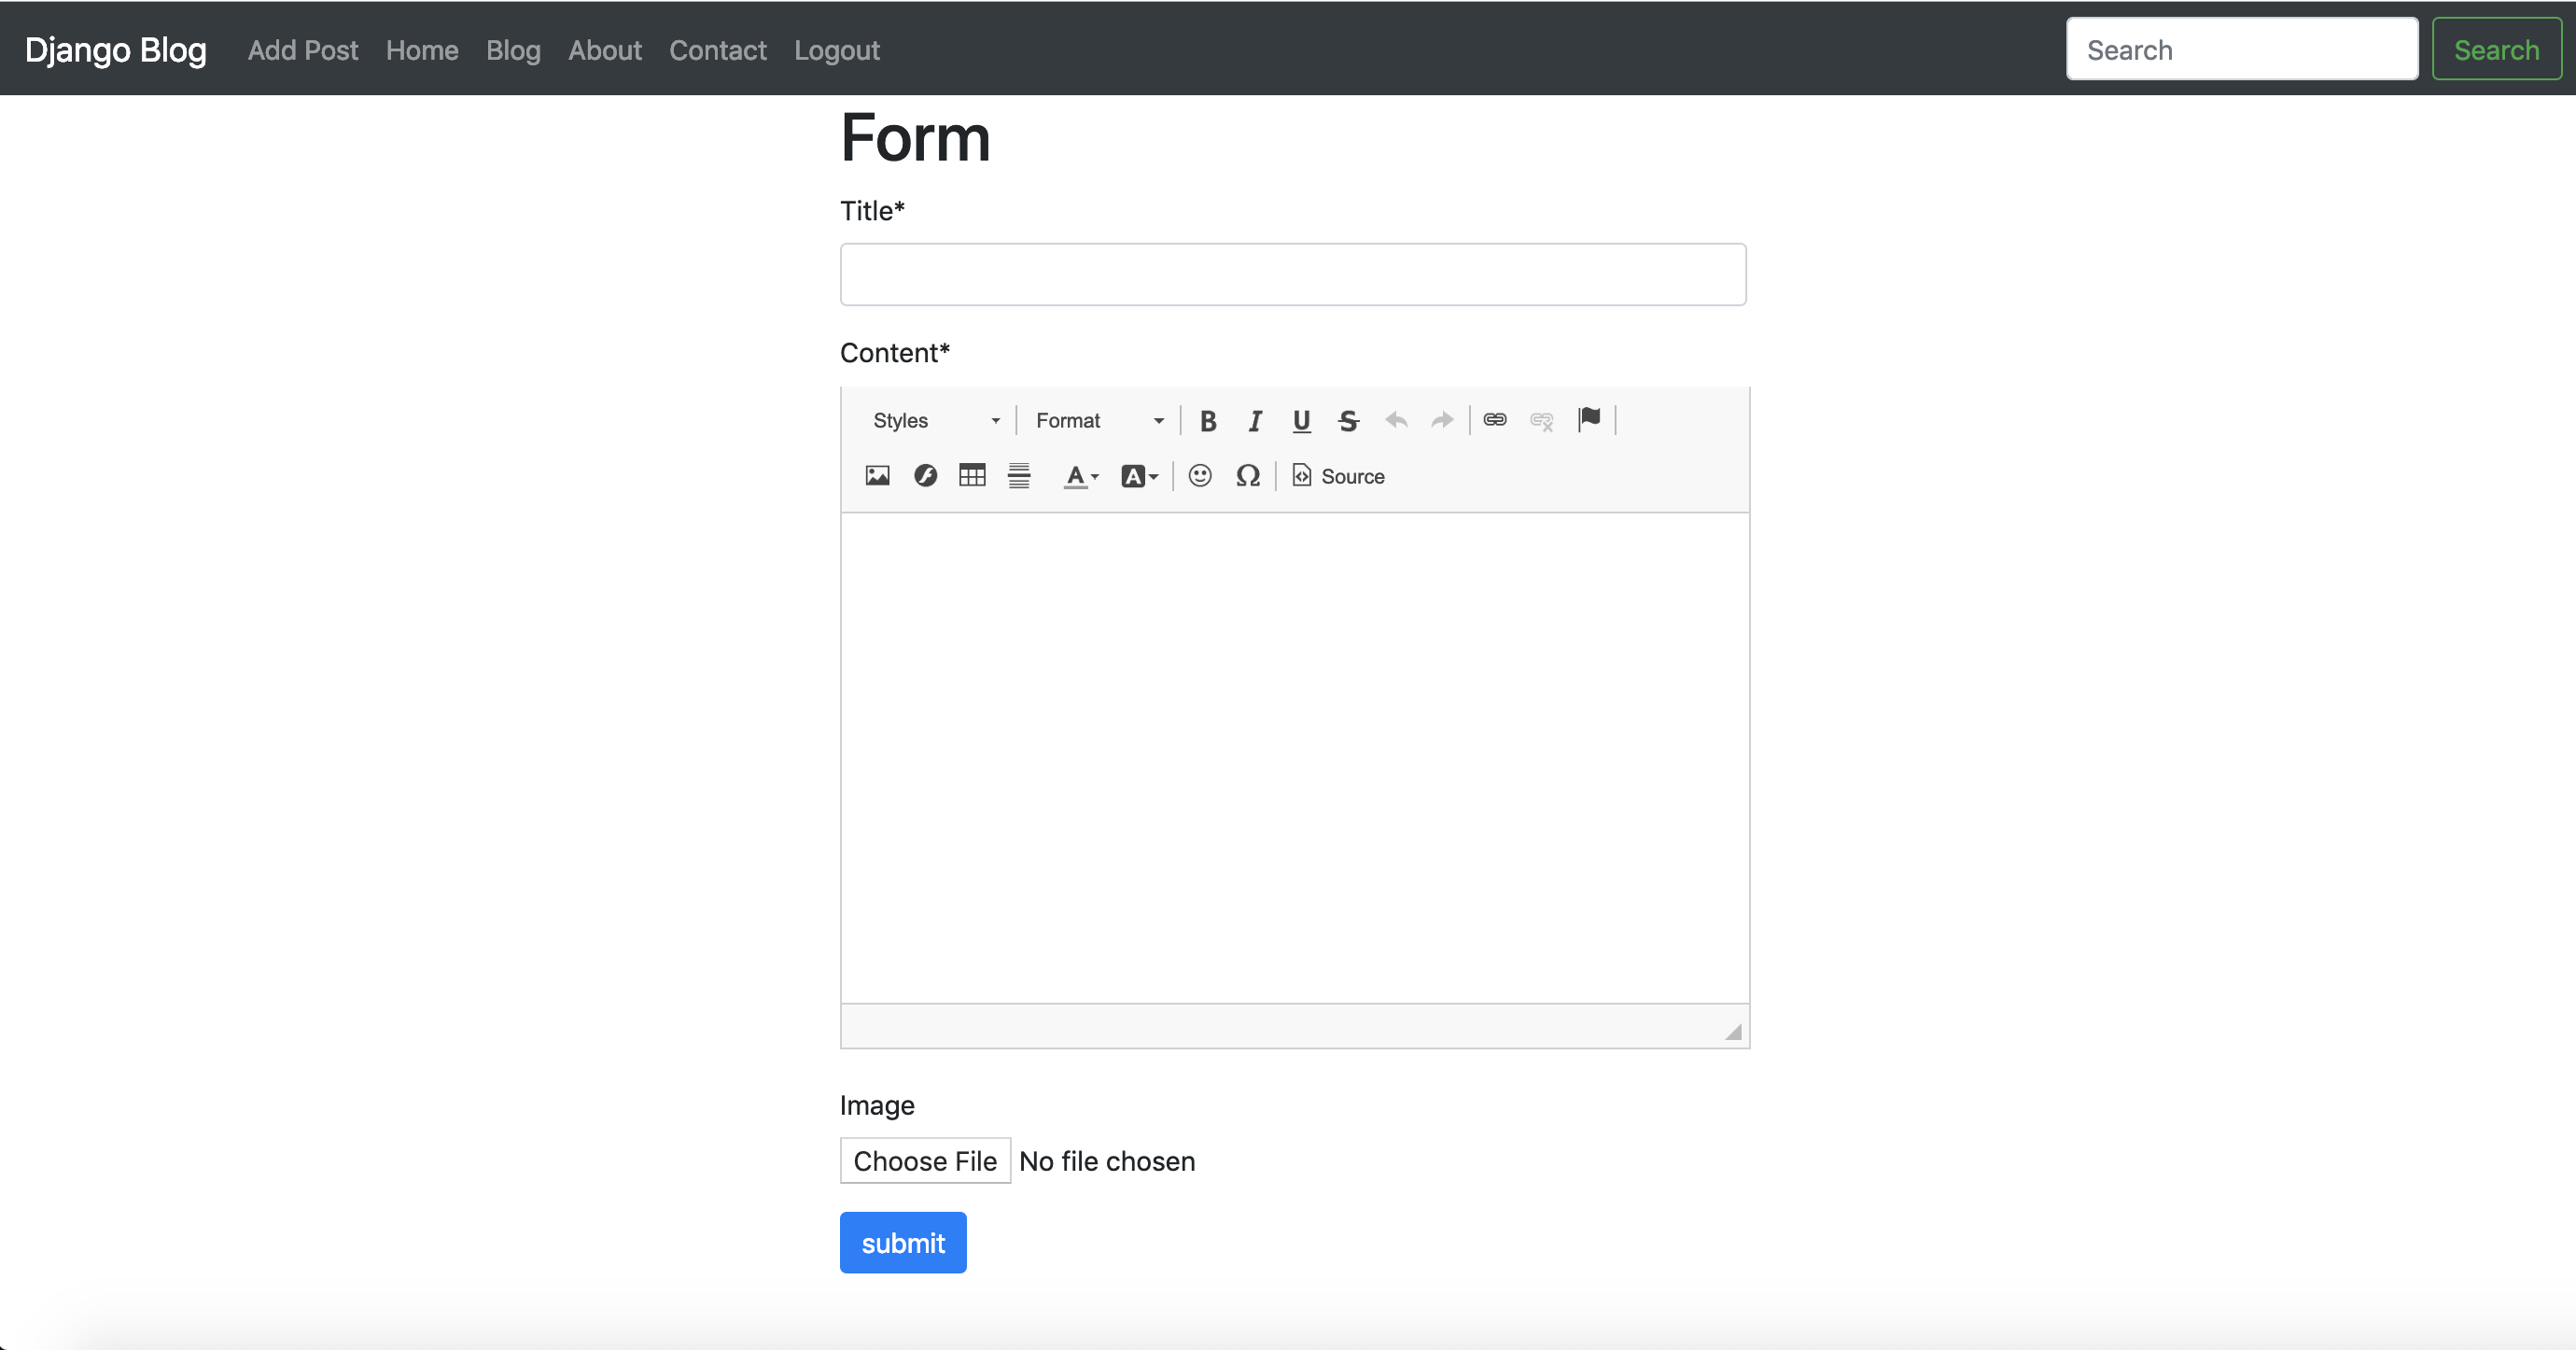 Django Blog Add Post Home Blog About Contact Logout Search Search
Form
Title*
Content*
Styles Format B I U S
A A Ω Source
Image
Choose File No file chosen
submit